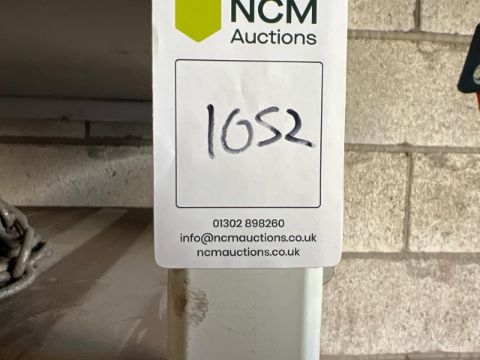 NCM
Auctions
1052
01302 898260
info@ncmauctions.co.uk
ncmauctions.co.uk